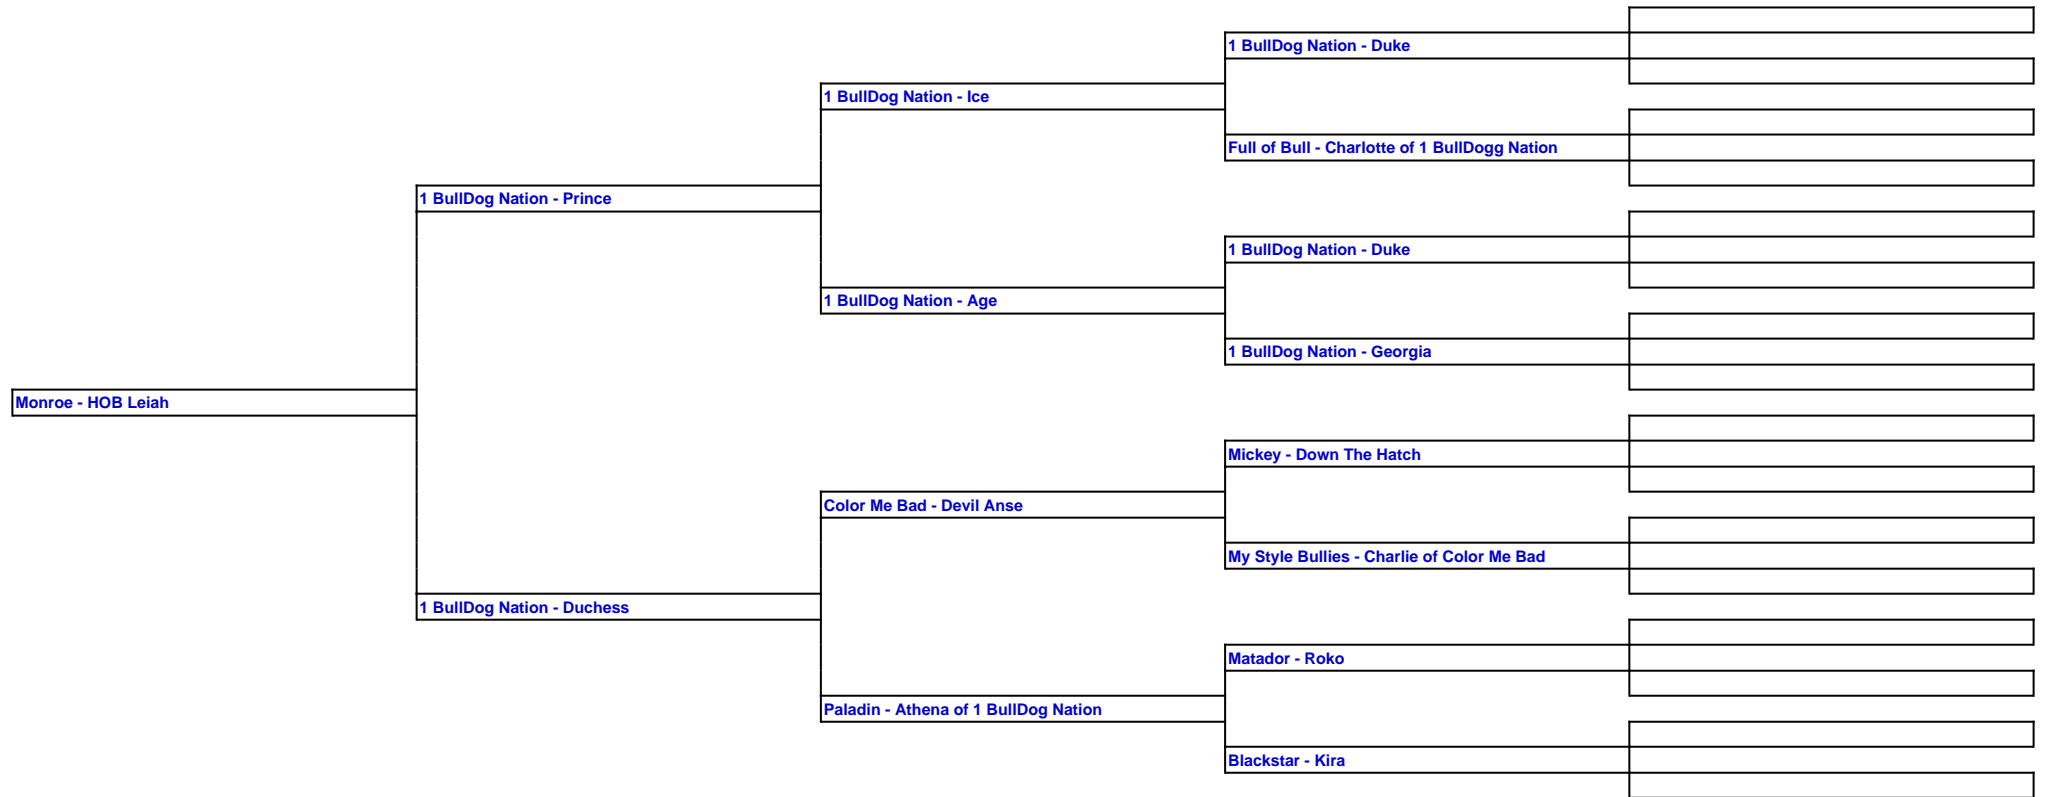 1 BullDog Nation - Duke
1 BullDog Nation - Ice
Full of Bull - Charlotte of 1 BullDogg Nation
1 BullDog Nation - Prince
1 BullDog Nation - Duke
1 BullDog Nation - Age
1 BullDog Nation - Georgia
Monroe - HOB Leiah
Mickey - Down The Hatch
Color Me Bad - Devil Anse
My Style Bullies - Charlie of Color Me Bad
1 BullDog Nation - Duchess
Matador - Roko
Paladin - Athena of 1 BullDog Nation
Blackstar - Kira